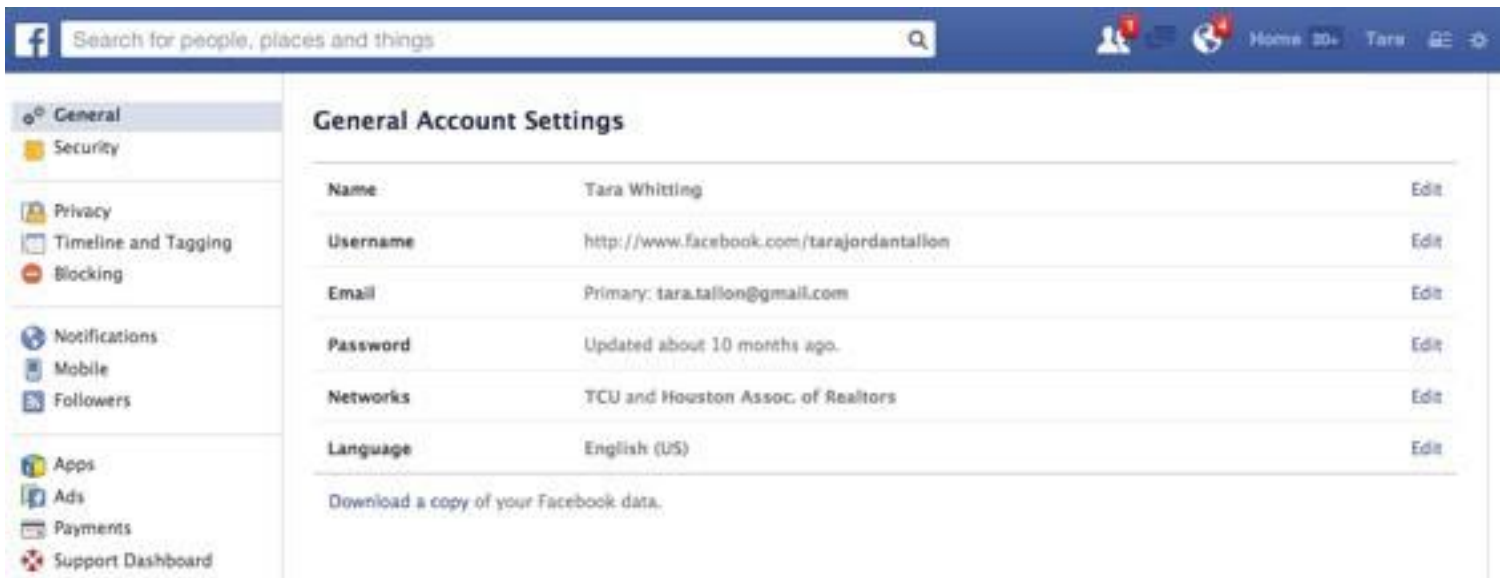 f
Search for people, places and things
Home 20+ Tara
General
Security
Privacy
Timeline and Tagging
Blocking
Notifications
Mobile
Followers
Apps
Ads
Payments
Support Dashboard
General Account Settings
Name Tara Whitting Edit
Username http://www.facebook.com/tarajordantallon Edit
Email Primary: tara.tallon@gmail.com Edit
Password Updated about 10 months ago. Edit
Networks TCU and Houston Assoc. of Realtors Edit
Language English (US) Edit
Download a copy of your Facebook data.